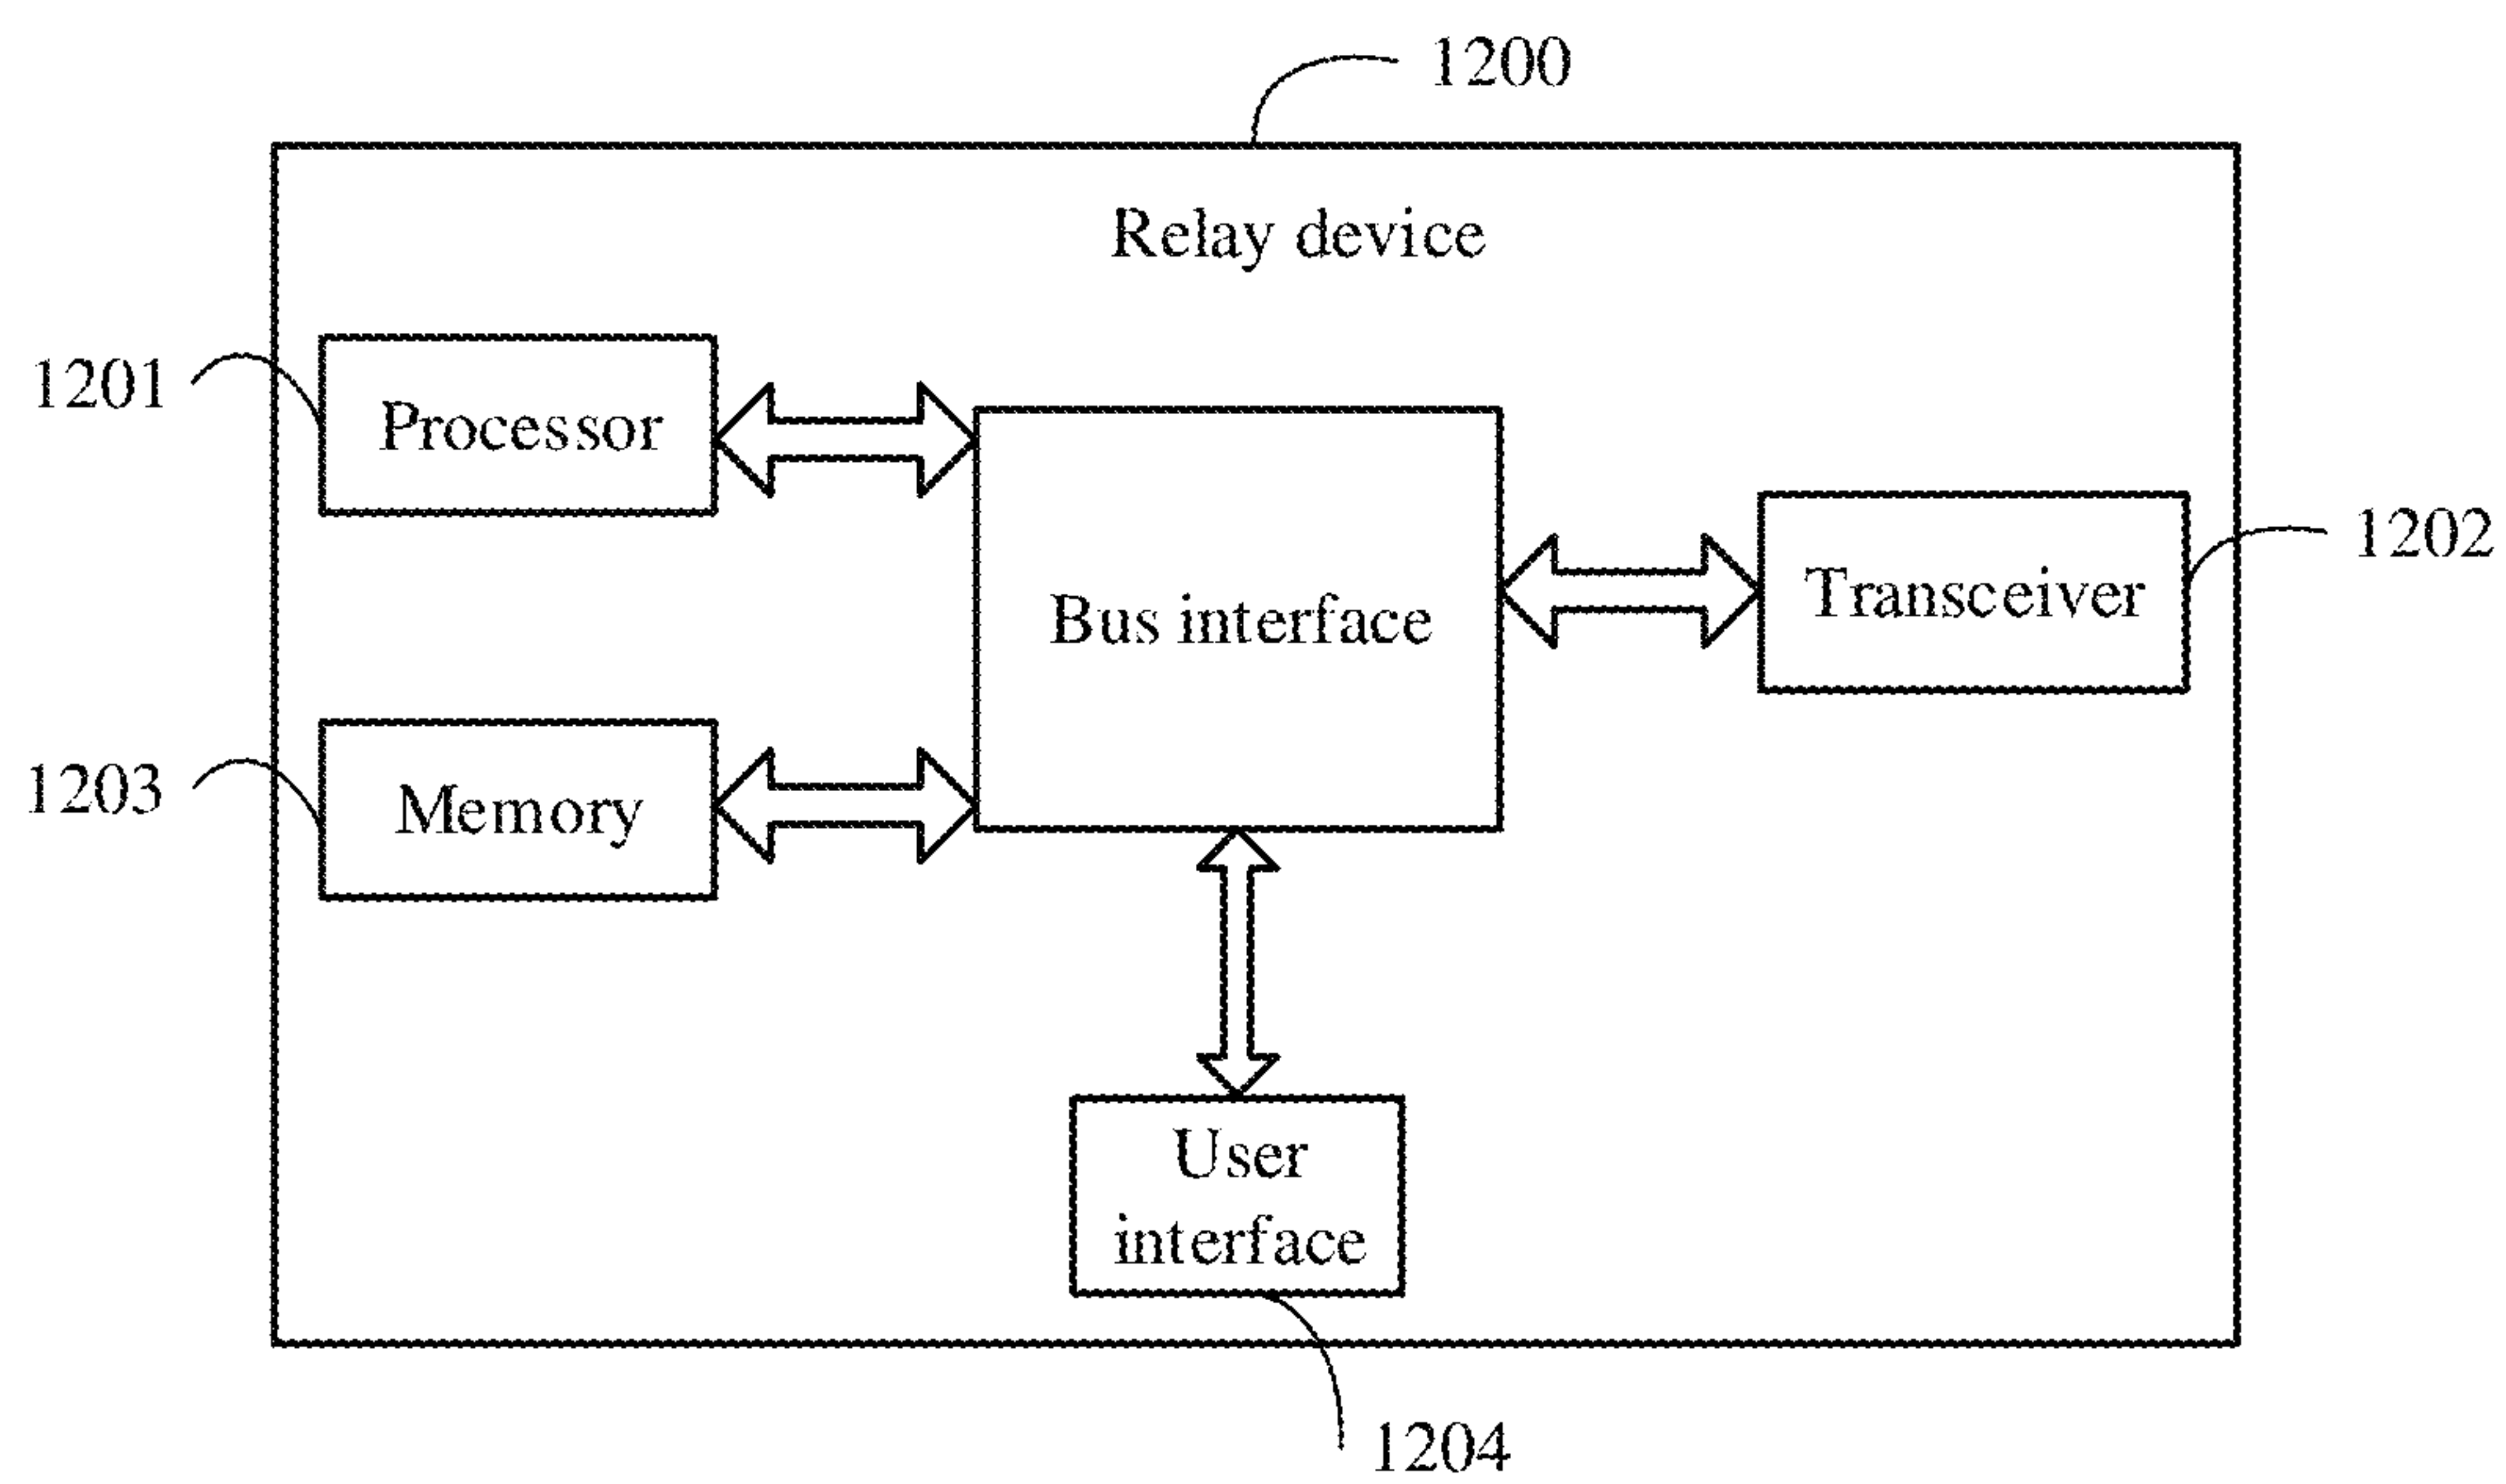 1200
Relay device
1201
Processor
1202
Transceiver
Bus interface
1203
Memory
User
interface
1204